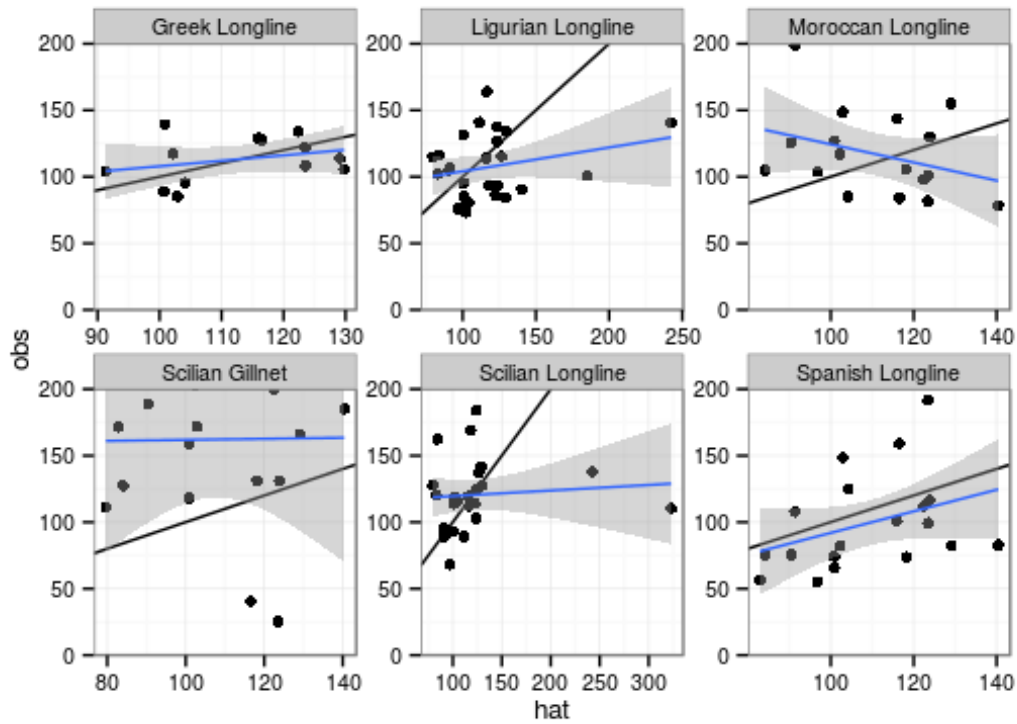 Greek Longline Ligurian Longline Moroccan Longline
200 200 200
150 150 150
100 100 100
50 50 50
0 0 0
90 100 110 120 130 100 150 200 250 100 120 140
obs
Scilian Gillnet Scilian Longline Spanish Longline
200 200 200
150 150 150
100 100 100
50 50 50
0 0 0
80 100 120 140 100 150 200 250 300 100 120 140
hat